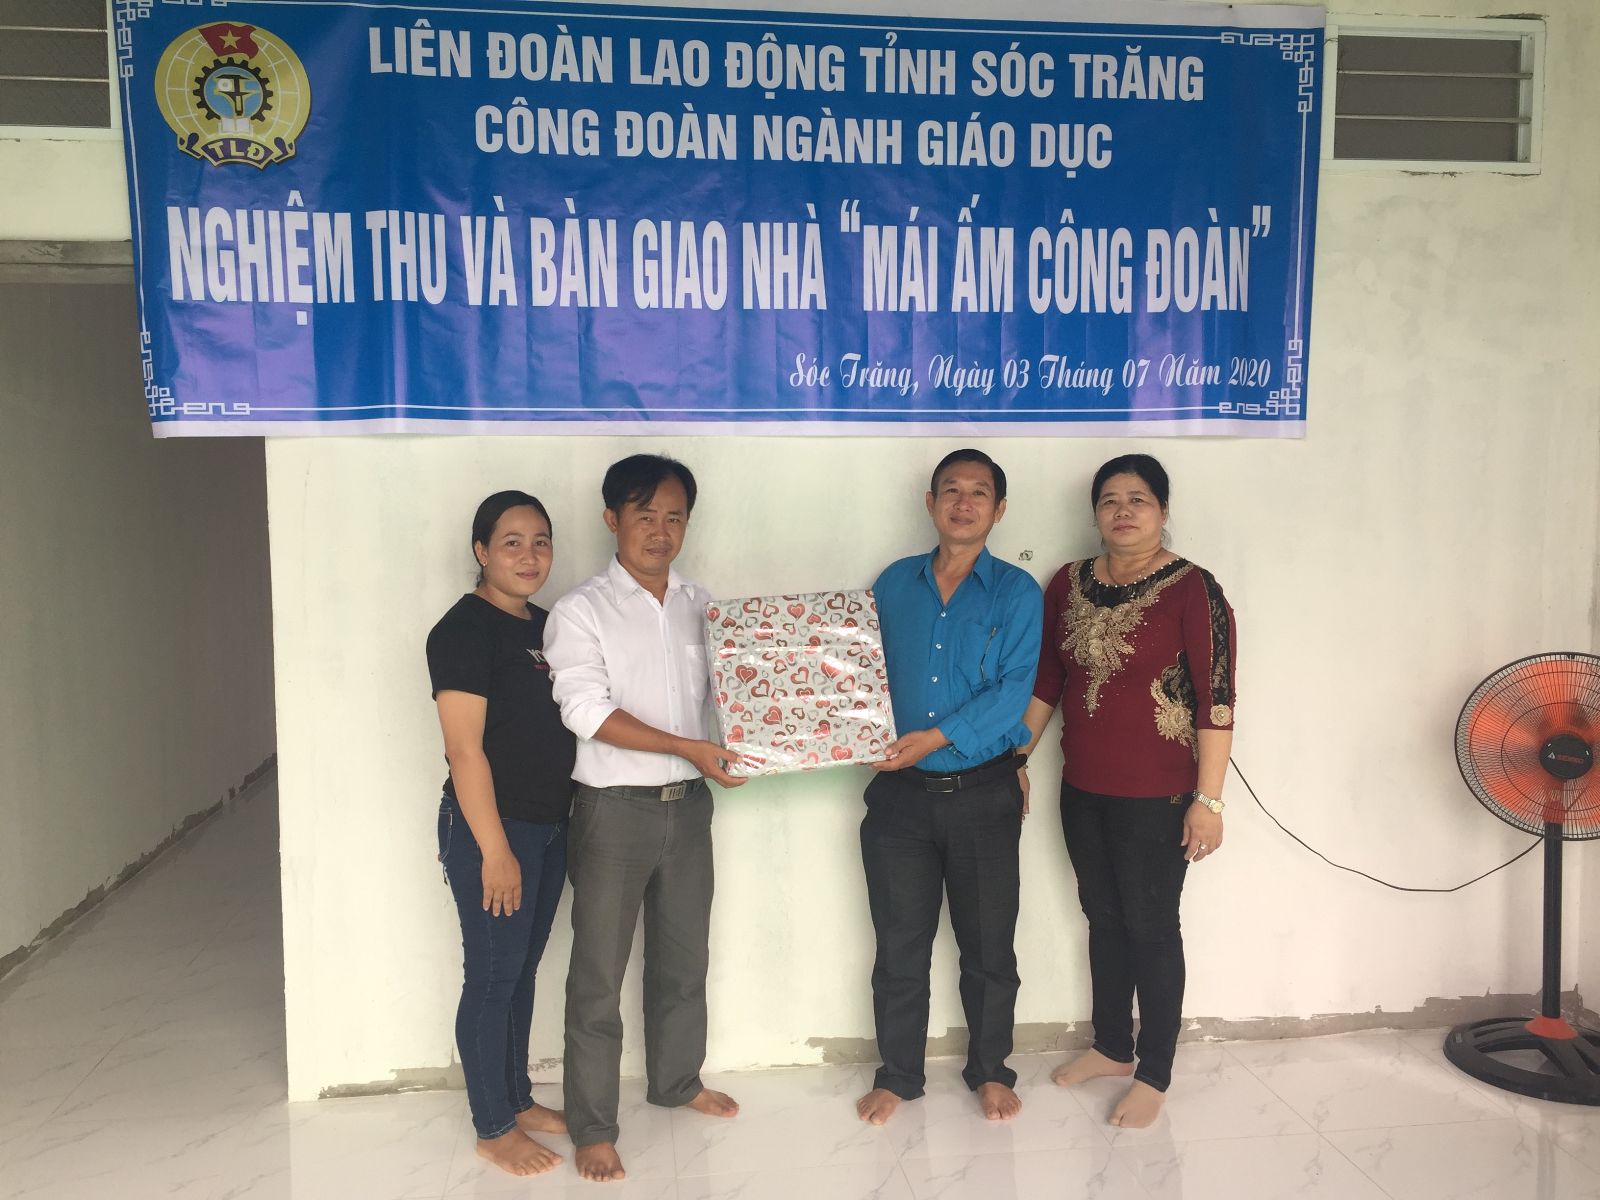 LIÊN ĐOÀN LAO ĐỘNG TỈNH SÓC TRĂNG
CÔNG ĐOÀN NGÀNH GIÁO DỤC
NGHIỆM THU VÀ BÀN GIAO NHÀ “MÁI ẤM CÔNG ĐOÀN”
Sóc Trăng, Ngày 03 Tháng 07 Năm 2020
TLĐ